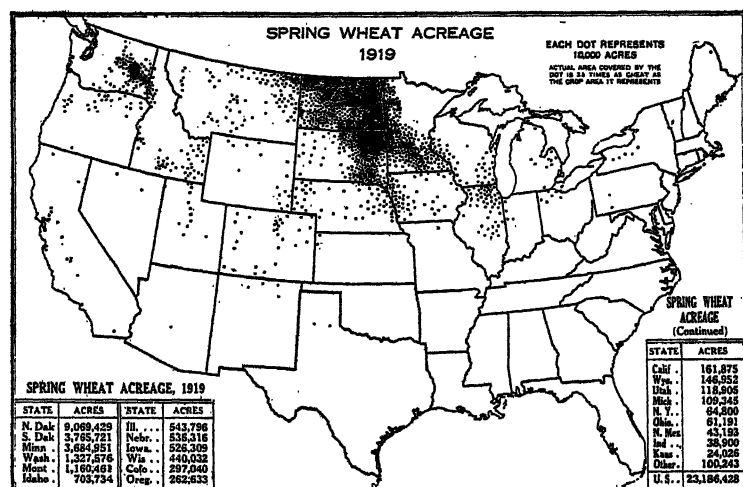 SPRING WHEAT ACREAGE
1919
EACH DOT REPRESENTS
10,000 ACRES
ACTUAL AREA COVERED BY THE
DOT IS 35 TIMES AS GREAT AS
THE CROP AREA IT REPRESENTS
SPRING WHEAT ACREAGE, 1919
STATE ACRES STATE ACRES
N. Dak 9,069,429 Ill. . . 543,796
S. Dak 3,765,721 Nebr. . 535,316
Minn . 3,684,951 Iowa. . 526,309
Wash . 1,327,576 Wis . . 440,032
Mont . 1,160,461 Colo . . 297,040
Idaho . 703,734 Oreg. . 262,633
SPRING WHEAT
ACREAGE
(Continued)
STATE ACRES
Calif . 161,875
Wyo. . 146,952
Utah . 118,905
Mich . 109,345
N. Y. . 64,800
Ohio. . 61,191
N. Mex 43,193
Ind . . 38,900
Kans . 24,026
Other. 100,243
U. S. . 23,186,428